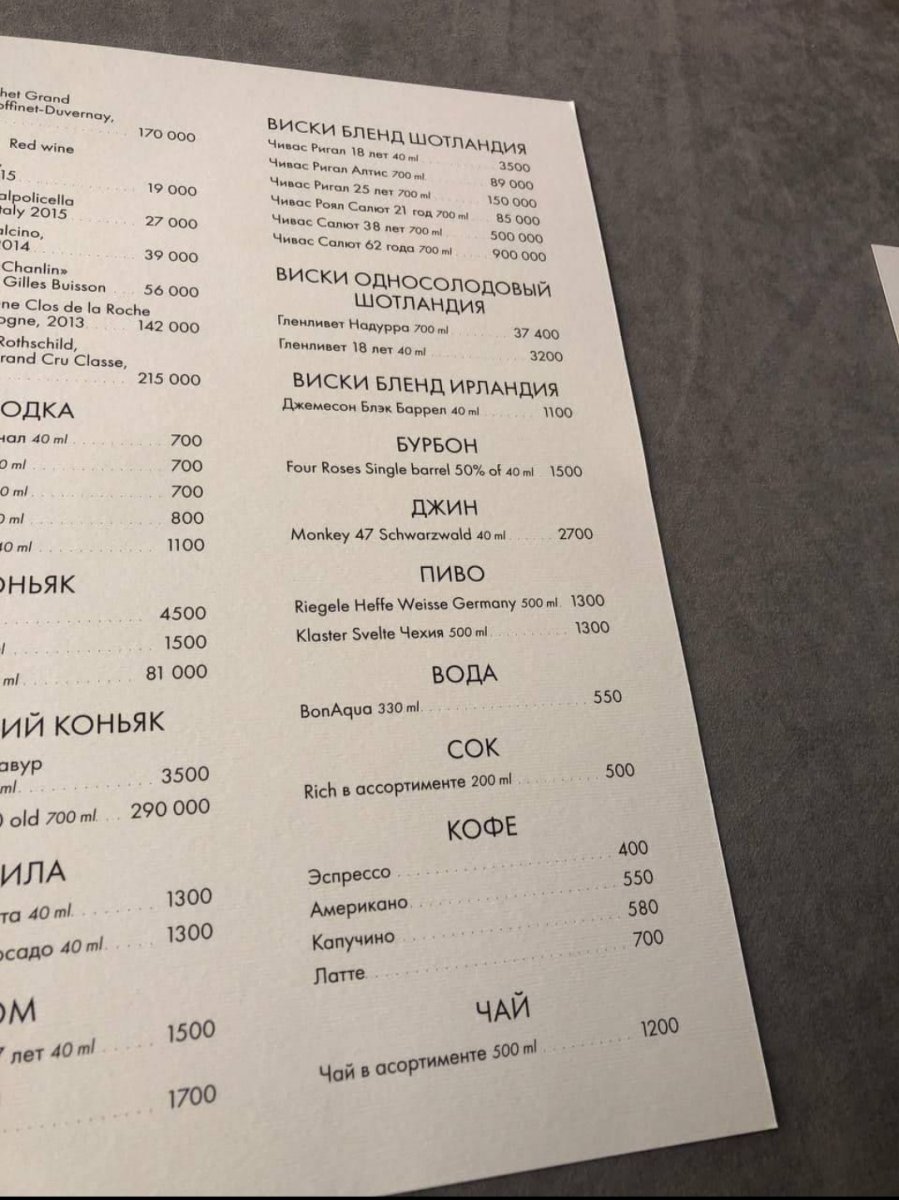 het Grand
offinet-Duvernay,
170 000
Red wine
15 19 000
alpolicella
taly 2015 27 000
alcino,
2014 39 000
Chanlin»
Gilles Buisson 56 000
ne Clos de la Roche
ogne, 2013 142 000
Rothschild,
rand Cru Classe,
215 000
ОДКА
нал 40 ml 700
0 ml 700
0 ml 700
0 ml 800
40 ml 1100
ОНЬЯК
4500
l 1500
ml 81 000
ИЙ КОНЬЯК
авур
ml 3500
0 old 700 ml 290 000
ИЛА
та 40 ml 1300
осадо 40 ml 1300
ОМ
7 лет 40 ml 1500
1700
ВИСКИ БЛЕНД ШОТЛАНДИЯ
Чивас Ригал 18 лет 40 ml 3500
Чивас Ригал Алтис 700 ml 89 000
Чивас Ригал 25 лет 700 ml 150 000
Чивас Роял Салют 21 год 700 ml 85 000
Чивас Салют 38 лет 700 ml 500 000
Чивас Салют 62 года 700 ml 900 000
ВИСКИ ОДНОСОЛОДОВЫЙ
ШОТЛАНДИЯ
Гленливет Надурра 700 ml 37 400
Гленливет 18 лет 40 ml 3200
ВИСКИ БЛЕНД ИРЛАНДИЯ
Джемесон Блэк Баррел 40 ml 1100
БУРБОН
Four Roses Single barrel 50% of 40 ml 1500
ДЖИН
Monkey 47 Schwarzwald 40 ml 2700
ПИВО
Riegele Heffe Weisse Germany 500 ml 1300
Klaster Svelte Чехия 500 ml 1300
ВОДА
BonAqua 330 ml 550
СОК
Rich в ассортименте 200 ml 500
КОФЕ
Эспрессо 400
Американо 550
Капучино 580
Латте 700
ЧАЙ
Чай в асортименте 500 ml 1200